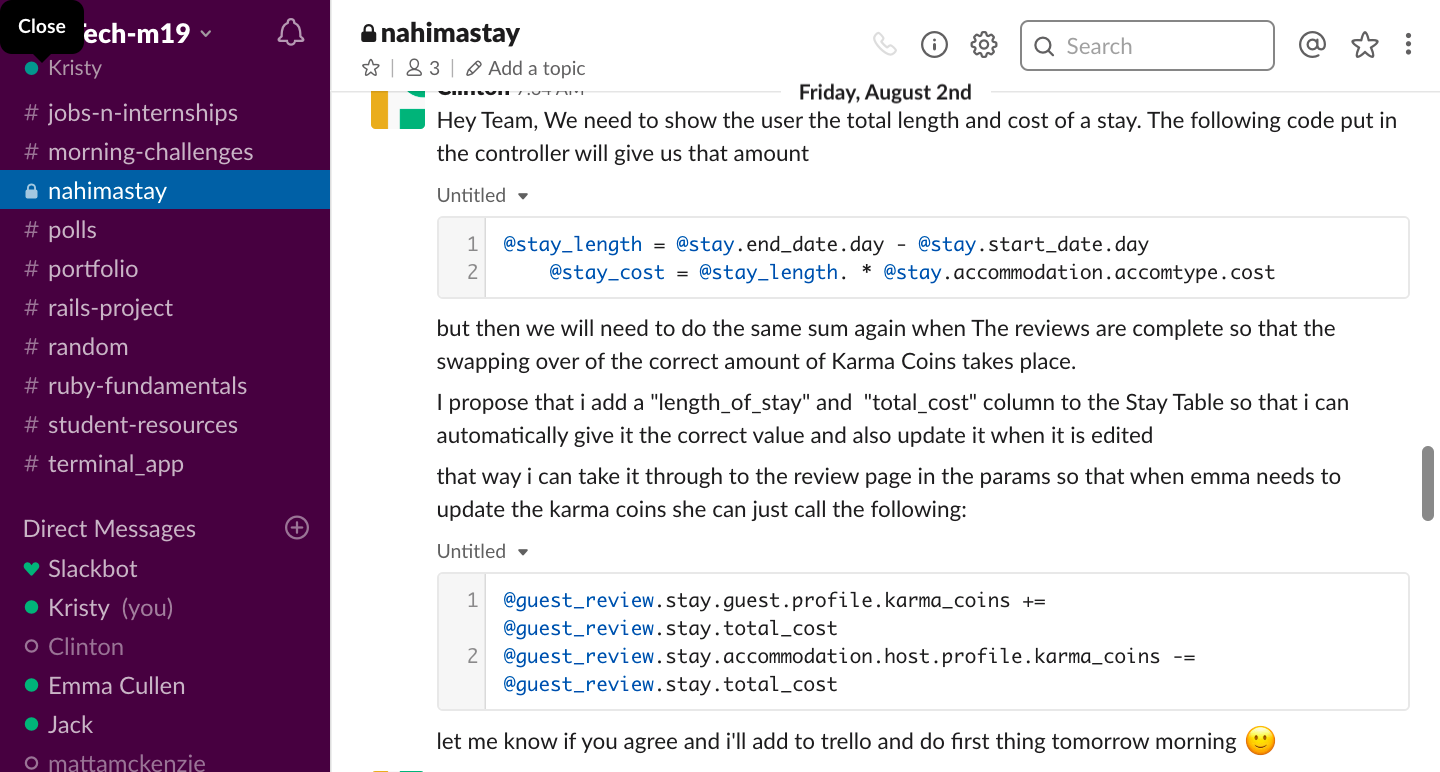 Close
ech-m19
Kristy
# jobs-n-internships
# morning-challenges
nahimastay
# polls
# portfolio
# rails-project
# random
# ruby-fundamentals
# student-resources
# terminal_app
Direct Messages
Slackbot
Kristy (you)
Clinton
Emma Cullen
Jack
mattamckenzie
nahimastay
3
Add a topic
Search
Friday, August 2nd
Clinton 7:54 AM
Hey Team, We need to show the user the total length and cost of a stay. The following code put in
the controller will give us that amount
Untitled
1 @stay_length = @stay.end_date.day - @stay.start_date.day
2 @stay_cost = @stay_length. * @stay.accommodation.accomtype.cost
but then we will need to do the same sum again when The reviews are complete so that the
swapping over of the correct amount of Karma Coins takes place.
I propose that i add a "length_of_stay" and "total_cost" column to the Stay Table so that i can
automatically give it the correct value and also update it when it is edited
that way i can take it through to the review page in the params so that when emma needs to
update the karma coins she can just call the following:
Untitled
1 @guest_review.stay.guest.profile.karma_coins +=
@guest_review.stay.total_cost
2 @guest_review.stay.accommodation.host.profile.karma_coins -=
@guest_review.stay.total_cost
let me know if you agree and i'll add to trello and do first thing tomorrow morning 🙂